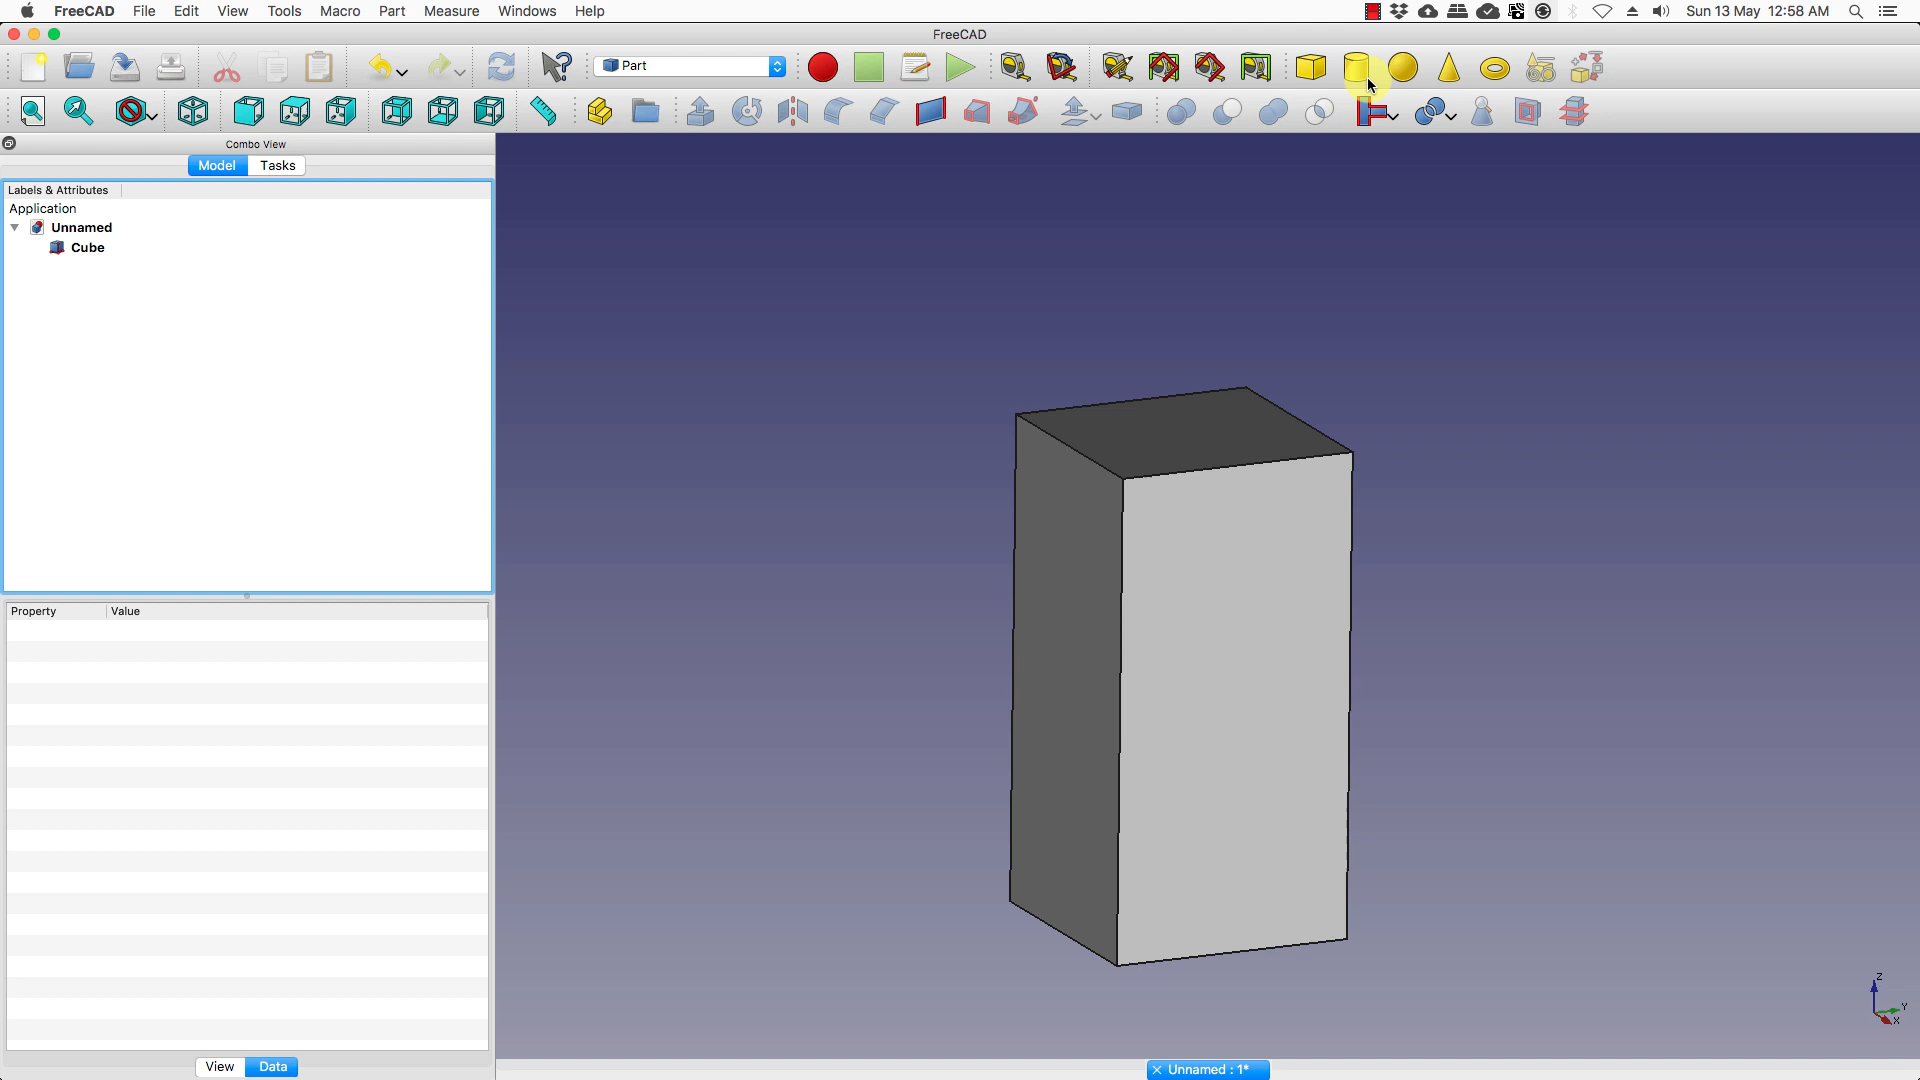 FreeCAD File Edit View Tools Macro Part Measure Windows Help Sun 13 May 12:58 AM
FreeCAD
Part
Combo View
Model Tasks
Labels & Attributes
Application
Unnamed
Cube
Property Value
View Data
Unnamed : 1*
Z
Y
X